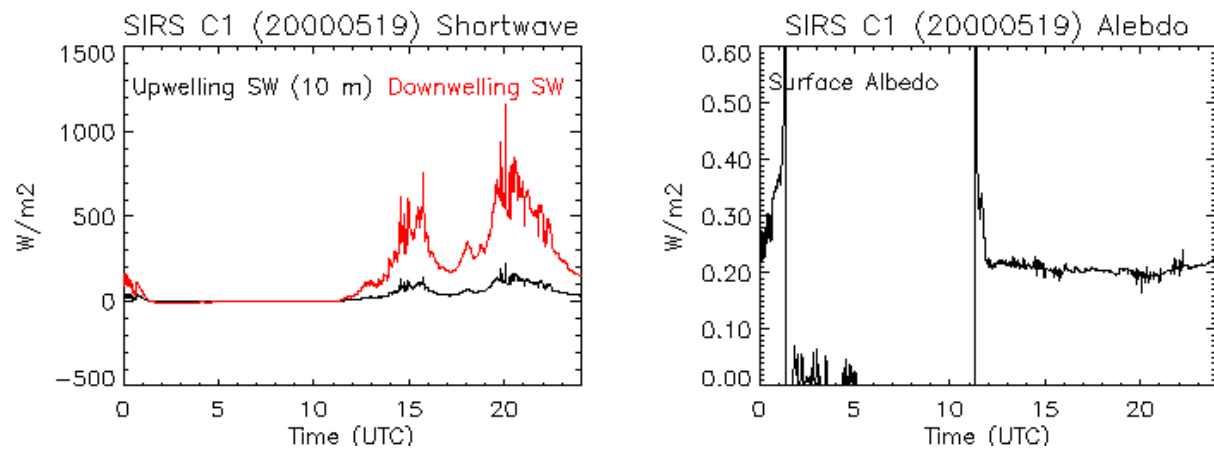 SIRS C1 (20000519) Shortwave
1500
1000
500
0
-500
W/m2
Upwelling SW (10 m) Downwelling SW
0 5 10 15 20
Time (UTC)
SIRS C1 (20000519) Alebdo
0.60
0.50
0.40
0.30
0.20
0.10
0.00
W/m2
Surface Albedo
0 5 10 15 20
Time (UTC)